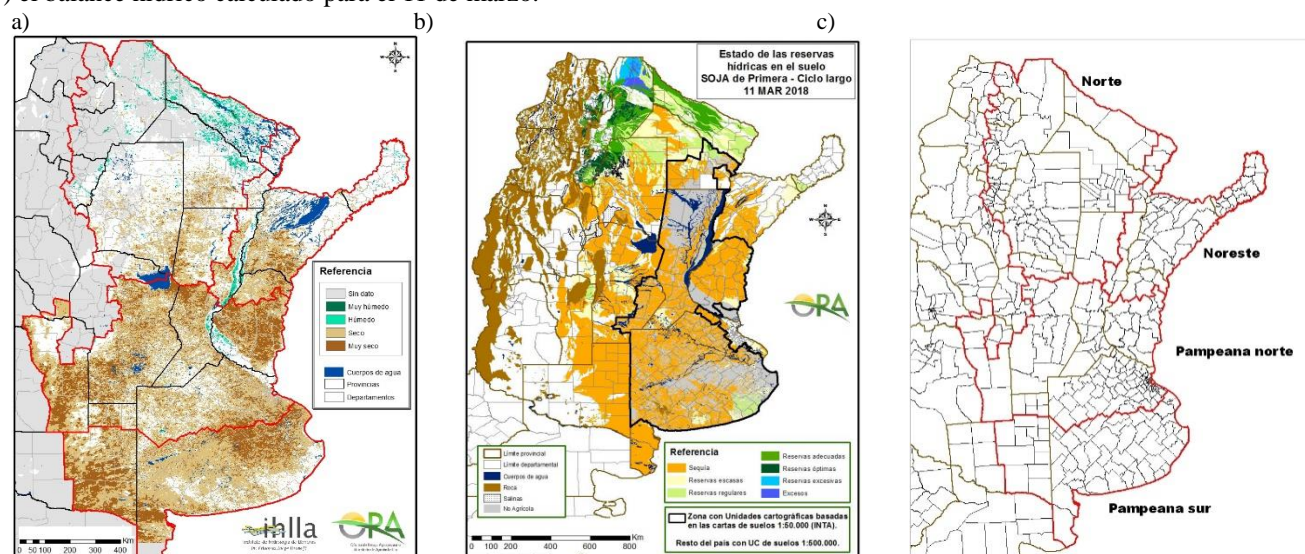 ) el balance hídrico calculado para el 11 de marzo.
a)
b)
c)
Referencia
Sin dato
Muy húmedo
Húmedo
Seco
Muy seco
Cuerpos de agua
Provincias
Departamentos
ihlla
ORA
Km
0 50 100 200 300 400
Estado de las reservas
hídricas en el suelo
SOJA de Primera - Ciclo largo
11 MAR 2018
ORA
Límite provincial
Límite departamental
Cuerpos de agua
Roca
Salinas
No Agrícola
Referencia
Sequía
Reservas escasas
Reservas regulares
Reservas adecuadas
Reservas óptimas
Reservas excesivas
Excesos
Zona con Unidades cartográficas basadas
en las cartas de suelos 1:50.000 (INTA).
Resto del país con UC de suelos 1:500.000.
0 50 100 200 400 600 800
Km
Norte
Noreste
Pampeana norte
Pampeana sur